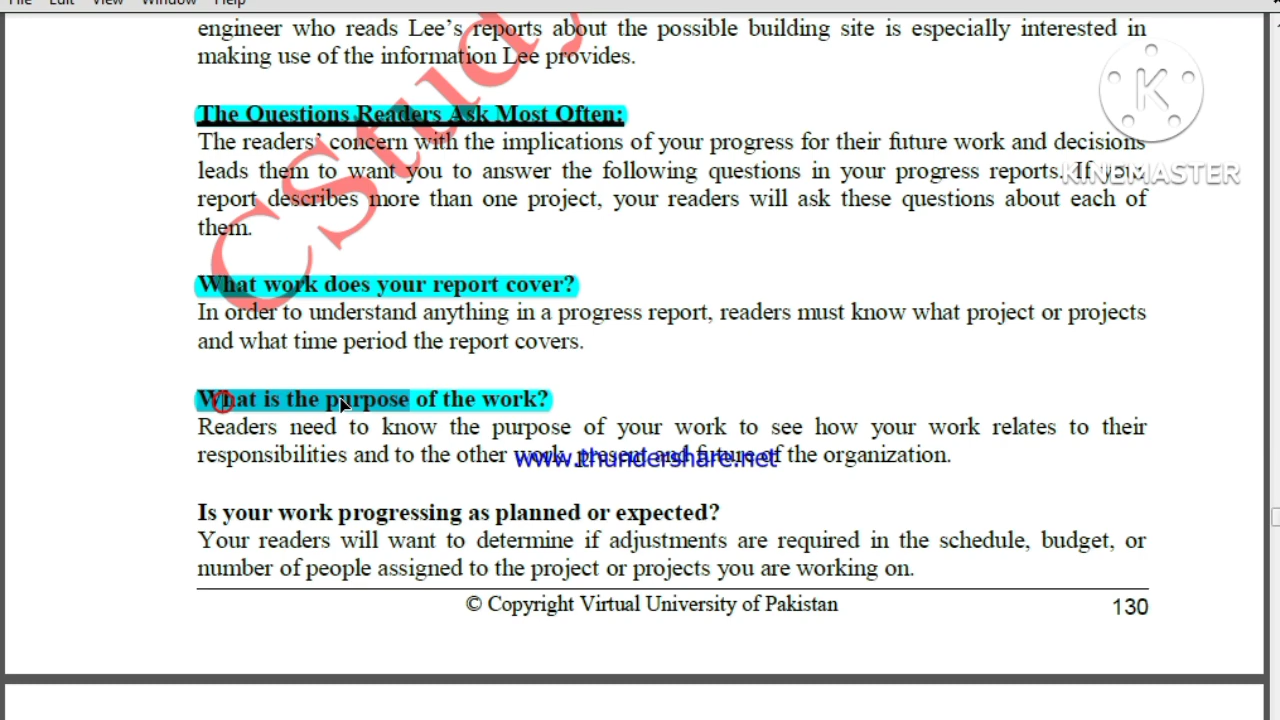 File Edit View Window Help
engineer who reads Lee's reports about the possible building site is especially interested in
making use of the information Lee provides.
The Questions Readers Ask Most Often:
The readers' concern with the implications of your progress for their future work and decisions
leads them to want you to answer the following questions in your progress reports. If your
report describes more than one project, your readers will ask these questions about each of
them.
KINEMASTER
CStudy
What work does your report cover?
In order to understand anything in a progress report, readers must know what project or projects
and what time period the report covers.
What is the purpose of the work?
Readers need to know the purpose of your work to see how your work relates to their
responsibilities and to the other work, present and future of the organization.
www.thundershare.net
Is your work progressing as planned or expected?
Your readers will want to determine if adjustments are required in the schedule, budget, or
number of people assigned to the project or projects you are working on.
© Copyright Virtual University of Pakistan 130